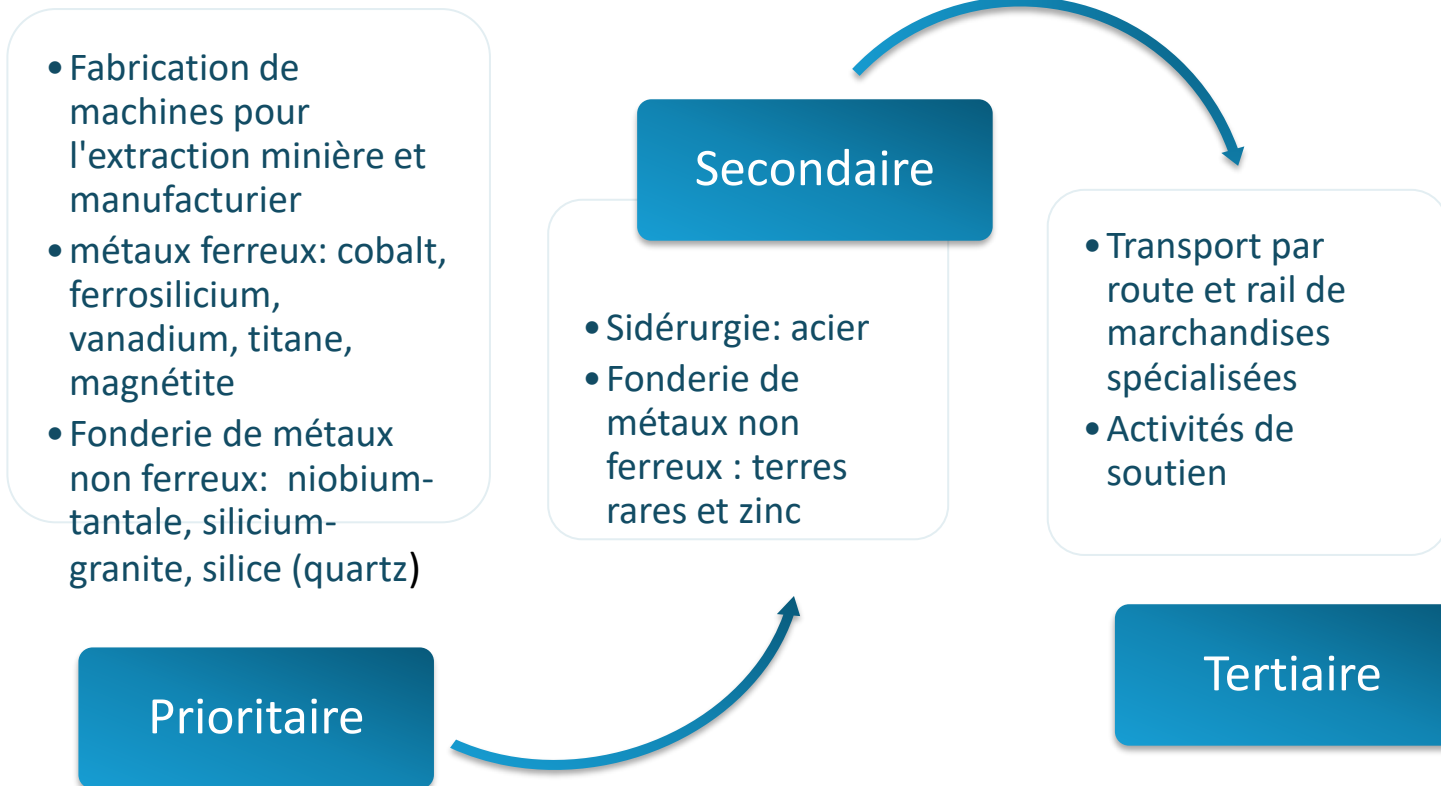 •Fabrication de
machines pour
l'extraction minière et
manufacturier
•métaux ferreux: cobalt,
ferrosilicium,
vanadium, titane,
magnétite
•Fonderie de métaux
non ferreux:  niobium-
tantale, silicium-
granite, silice (quartz)
Prioritaire
Secondaire
•Sidérurgie: acier
•Fonderie de
métaux non
ferreux : terres
rares et zinc
•Transport par
route et rail de
marchandises
spécialisées
•Activités de
soutien
Tertiaire